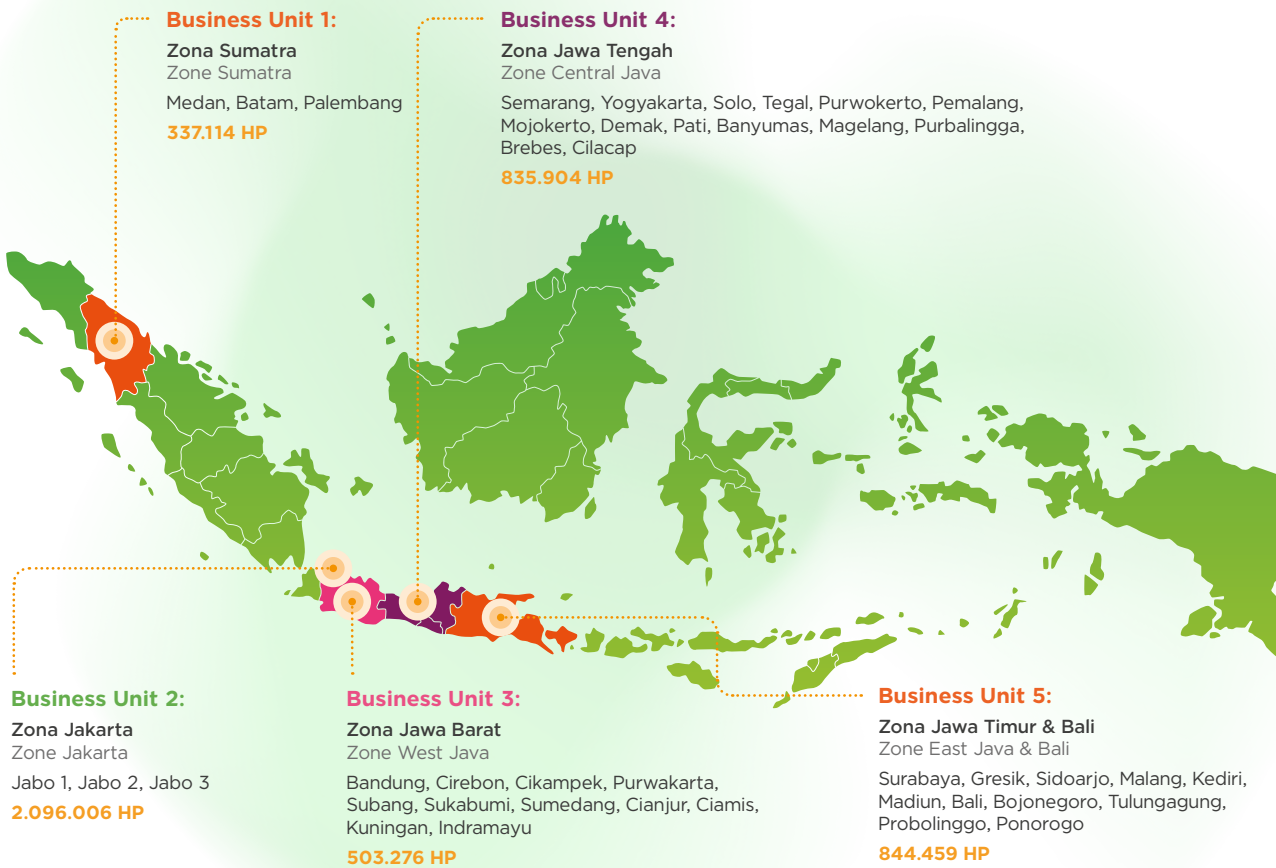 Business Unit 1:
Zona Sumatra
Zone Sumatra
Medan, Batam, Palembang
337.114 HP
Business Unit 4:
Zona Jawa Tengah
Zone Central Java
Semarang, Yogyakarta, Solo, Tegal, Purwokerto, Pemalang,
Mojokerto, Demak, Pati, Banyumas, Magelang, Purbalingga,
Brebes, Cilacap
835.904 HP
Business Unit 2:
Zona Jakarta
Zone Jakarta
Jabo 1, Jabo 2, Jabo 3
2.096.006 HP
Business Unit 3:
Zona Jawa Barat
Zone West Java
Bandung, Cirebon, Cikampek, Purwakarta,
Subang, Sukabumi, Sumedang, Cianjur, Ciamis,
Kuningan, Indramayu
503.276 HP
Business Unit 5:
Zona Jawa Timur & Bali
Zone East Java & Bali
Surabaya, Gresik, Sidoarjo, Malang, Kediri,
Madiun, Bali, Bojonegoro, Tulungagung,
Probolinggo, Ponorogo
844.459 HP